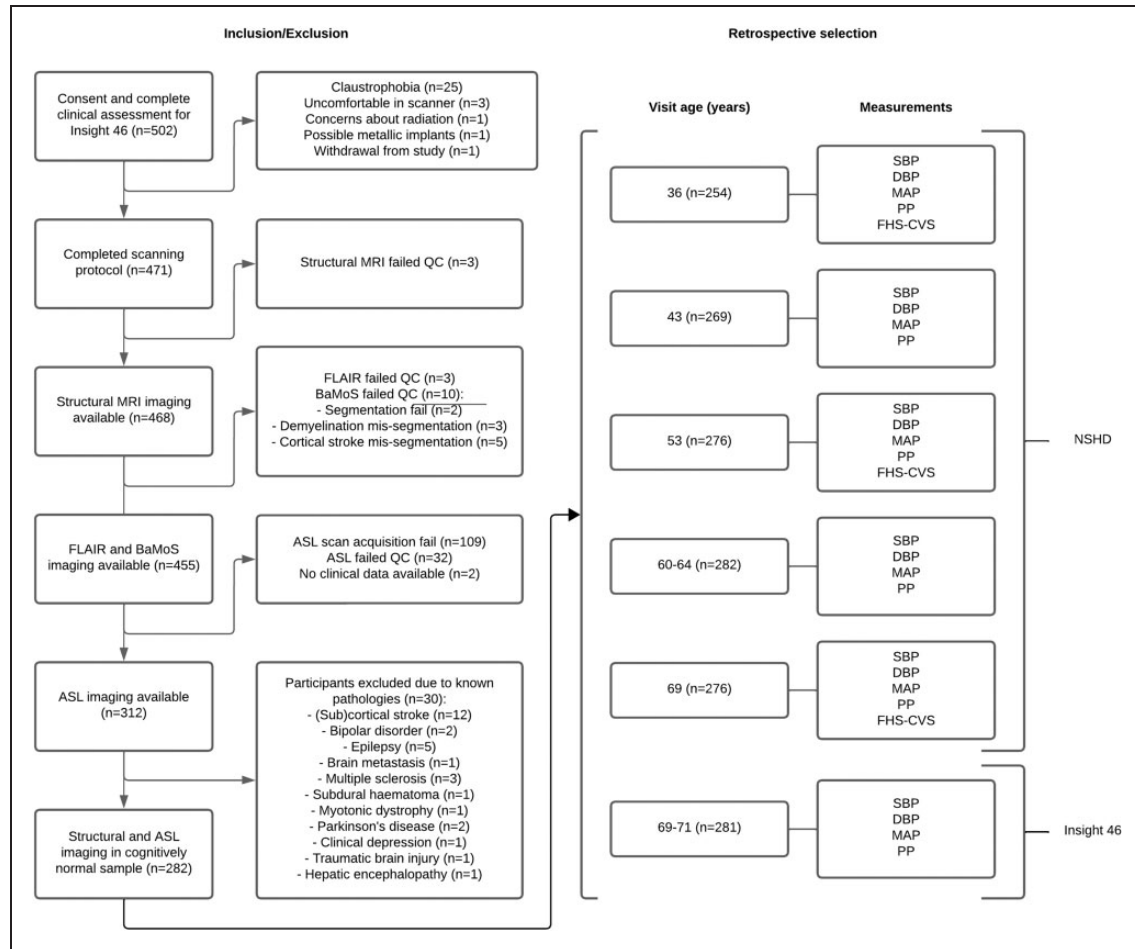 Inclusion/Exclusion
Consent and complete
clinical assessment for
Insight 46 (n=502)
Claustrophobia (n=25)
Uncomfortable in scanner (n=3)
Concerns about radiation (n=1)
Possible metallic implants (n=1)
Withdrawal from study (n=1)
Completed scanning
protocol (n=471)
Structural MRI failed QC (n=3)
Structural MRI imaging
available (n=468)
FLAIR failed QC (n=3)
BaMoS failed QC (n=10):
- Segmentation fail (n=2)
- Demyelination mis-segmentation (n=3)
- Cortical stroke mis-segmentation (n=5)
FLAIR and BaMoS
imaging available (n=455)
ASL scan acquisition fail (n=109)
ASL failed QC (n=32)
No clinical data available (n=2)
ASL imaging available
(n=312)
Participants excluded due to known
pathologies (n=30):
- (Sub)cortical stroke (n=12)
- Bipolar disorder (n=2)
- Epilepsy (n=5)
- Brain metastasis (n=1)
- Multiple sclerosis (n=3)
- Subdural haematoma (n=1)
- Myotonic dystrophy (n=1)
- Parkinson's disease (n=2)
- Clinical depression (n=1)
- Traumatic brain injury (n=1)
- Hepatic encephalopathy (n=1)
Structural and ASL
imaging in cognitively
normal sample (n=282)
Retrospective selection
Visit age (years)
Measurements
36 (n=254)
SBP
DBP
MAP
PP
FHS-CVS
43 (n=269)
SBP
DBP
MAP
PP
53 (n=276)
SBP
DBP
MAP
PP
FHS-CVS
60-64 (n=282)
SBP
DBP
MAP
PP
69 (n=276)
SBP
DBP
MAP
PP
FHS-CVS
NSHD
69-71 (n=281)
SBP
DBP
MAP
PP
Insight 46